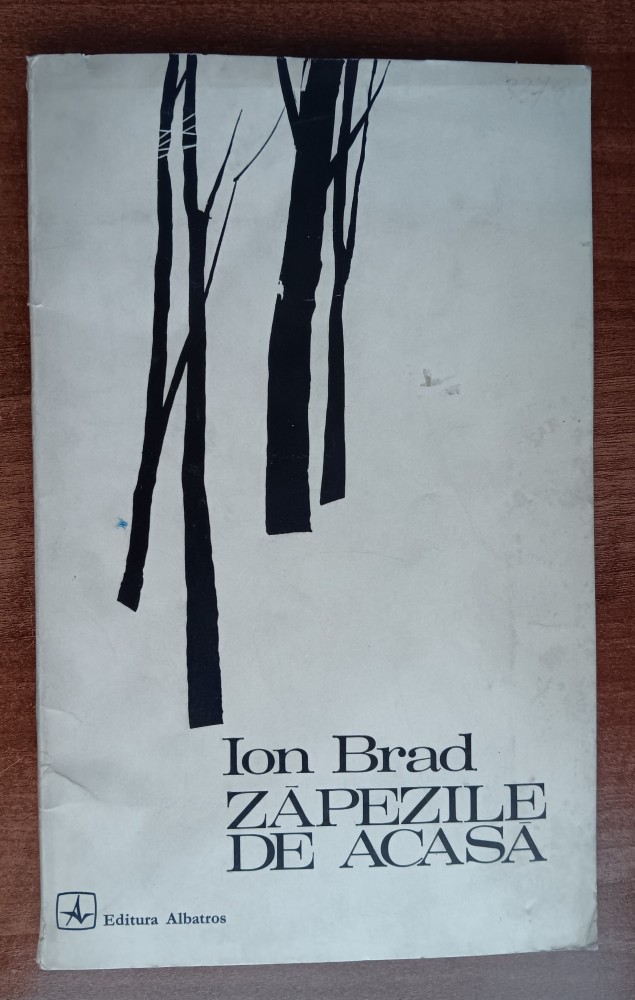 Ion Brad
ZĂPEZILE
DE ACASĂ
Editura Albatros